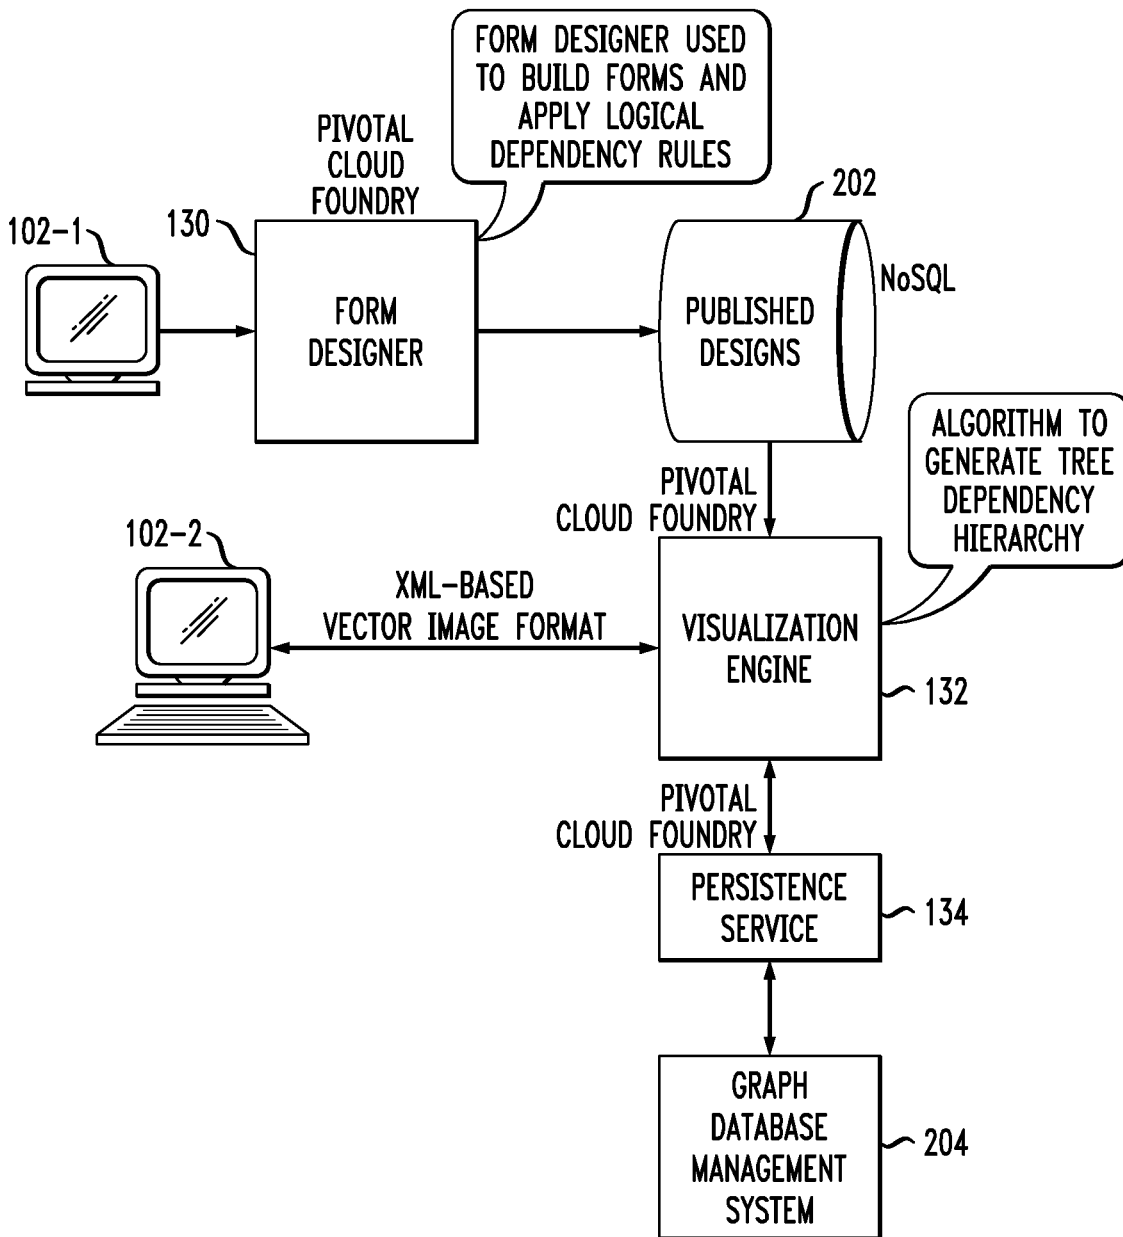 FORM DESIGNER USED
TO BUILD FORMS AND
APPLY LOGICAL
DEPENDENCY RULES
PIVOTAL
CLOUD
FOUNDRY
202
130
102-1
NoSQL
FORM
DESIGNER
PUBLISHED
DESIGNS
ALGORITHM TO
GENERATE TREE
DEPENDENCY
HIERARCHY
PIVOTAL
CLOUD FOUNDRY
102-2
XML-BASED
VECTOR IMAGE FORMAT
VISUALIZATION
ENGINE
132
PIVOTAL
CLOUD FOUNDRY
PERSISTENCE
SERVICE
134
GRAPH
DATABASE
MANAGEMENT
SYSTEM
204